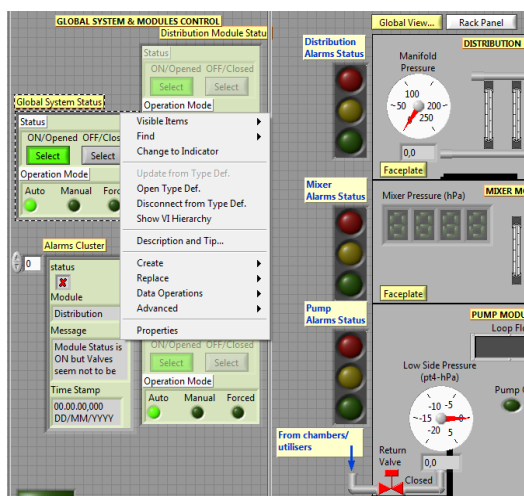 GLOBAL SYSTEM & MODULES CONTROL
Distribution Module Statu
Status
ON/Opened OFF/Closed
Select Select
Operation Mode
Global System Status
Status
ON/Opened OFF/Clos
Select Select
Operation Mode
Auto Manual Forc
Visible Items
Find
Change to Indicator
Update from Type Def.
Open Type Def.
Disconnect from Type Def.
Show VI Hierarchy
Description and Tip...
Create
Replace
Data Operations
Advanced
Properties
Alarms Cluster
0
status
Module
Distribution
Message
Module Status is
ON but Valves
seem not to be
Time Stamp
00.00.00,000
DD/MM/YYYY
ON/Opened OFF/Closed
Select Select
Operation Mode
Auto Manual Forced
Distribution
Alarms Status
Mixer
Alarms Status
Pump
Alarms Status
From chambers/
utilisers
Global View... Rack Panel
DISTRIBUTION
Manifold
Pressure
100
-50 200
250
0,0
Faceplate
MIXER MO
Mixer Pressure (hPa)
Faceplate
PUMP MODU
Loop Flo
Low Side Pressure
(pt4-hPa)
Pump
-10 -5
-15 0
-20 5
Return
Valve
0,0
Closed